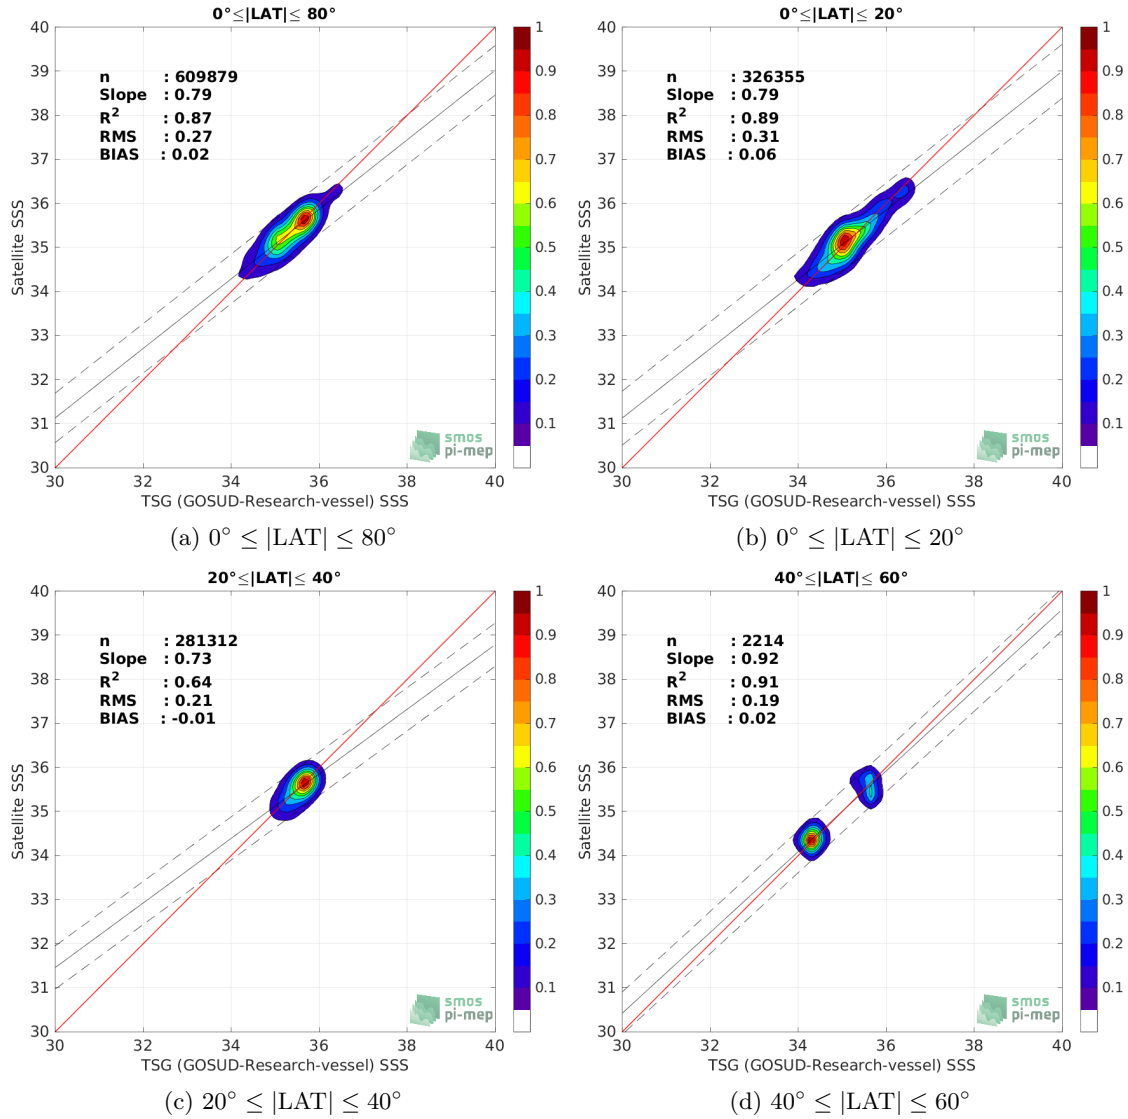 0°≤|LAT|≤ 80°
n : 609879
Slope : 0.79
R² : 0.87
RMS : 0.27
BIAS : 0.02
40
39
38
37
36
35
34
33
32
31
30
30 32 34 36 38 40
Satellite SSS
TSG (GOSUD-Research-vessel) SSS
1
0.9
0.8
0.7
0.6
0.5
0.4
0.3
0.2
0.1
smos
pi-mep
(a) 0° ≤ |LAT| ≤ 80°
0°≤|LAT|≤ 20°
n : 326355
Slope : 0.79
R² : 0.89
RMS : 0.31
BIAS : 0.06
40
39
38
37
36
35
34
33
32
31
30
30 32 34 36 38 40
Satellite SSS
TSG (GOSUD-Research-vessel) SSS
1
0.9
0.8
0.7
0.6
0.5
0.4
0.3
0.2
0.1
smos
pi-mep
(b) 0° ≤ |LAT| ≤ 20°
20°≤|LAT|≤ 40°
n : 281312
Slope : 0.73
R² : 0.64
RMS : 0.21
BIAS : -0.01
40
39
38
37
36
35
34
33
32
31
30
30 32 34 36 38 40
Satellite SSS
TSG (GOSUD-Research-vessel) SSS
1
0.9
0.8
0.7
0.6
0.5
0.4
0.3
0.2
0.1
smos
pi-mep
(c) 20° ≤ |LAT| ≤ 40°
40°≤|LAT|≤ 60°
n : 2214
Slope : 0.92
R² : 0.91
RMS : 0.19
BIAS : 0.02
40
39
38
37
36
35
34
33
32
31
30
30 32 34 36 38 40
Satellite SSS
TSG (GOSUD-Research-vessel) SSS
1
0.9
0.8
0.7
0.6
0.5
0.4
0.3
0.2
0.1
smos
pi-mep
(d) 40° ≤ |LAT| ≤ 60°